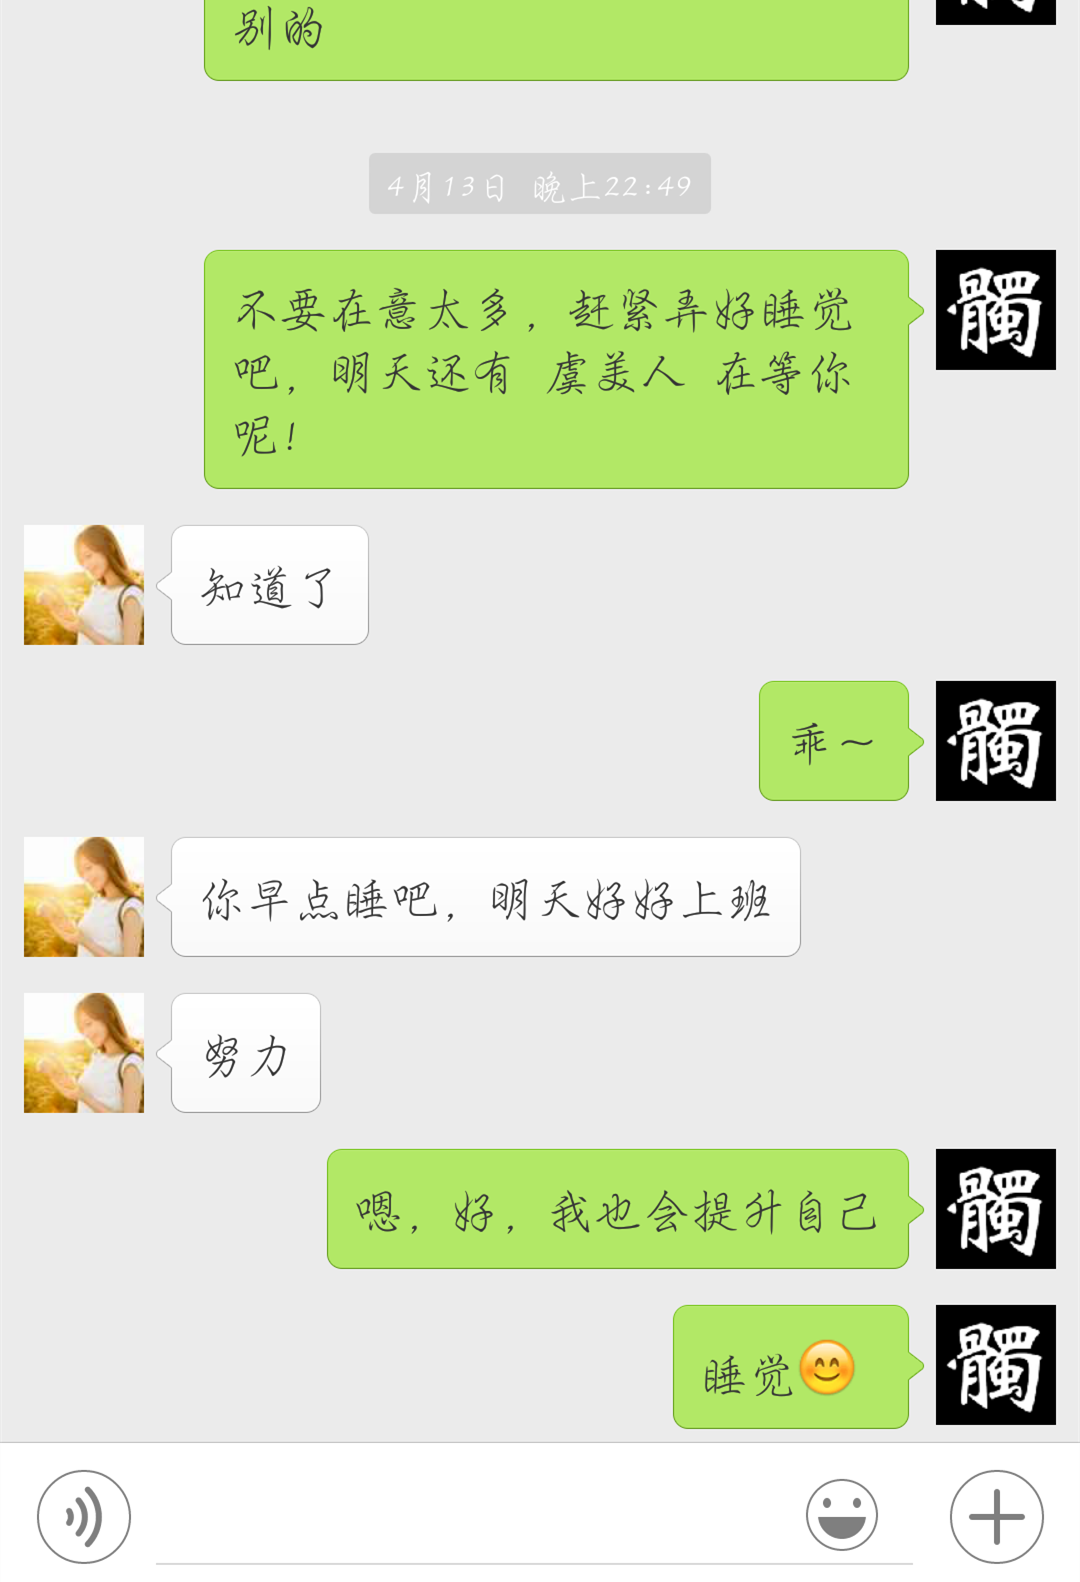 别的
4月13日 晚上22:49
不要在意太多，赶紧弄好睡觉
吧，明天还有 虞美人 在等你
呢！
髑
知道了
乖～
髑
你早点睡吧，明天好好上班
努力
嗯，好，我也会提升自己
髑
睡觉😊
髑